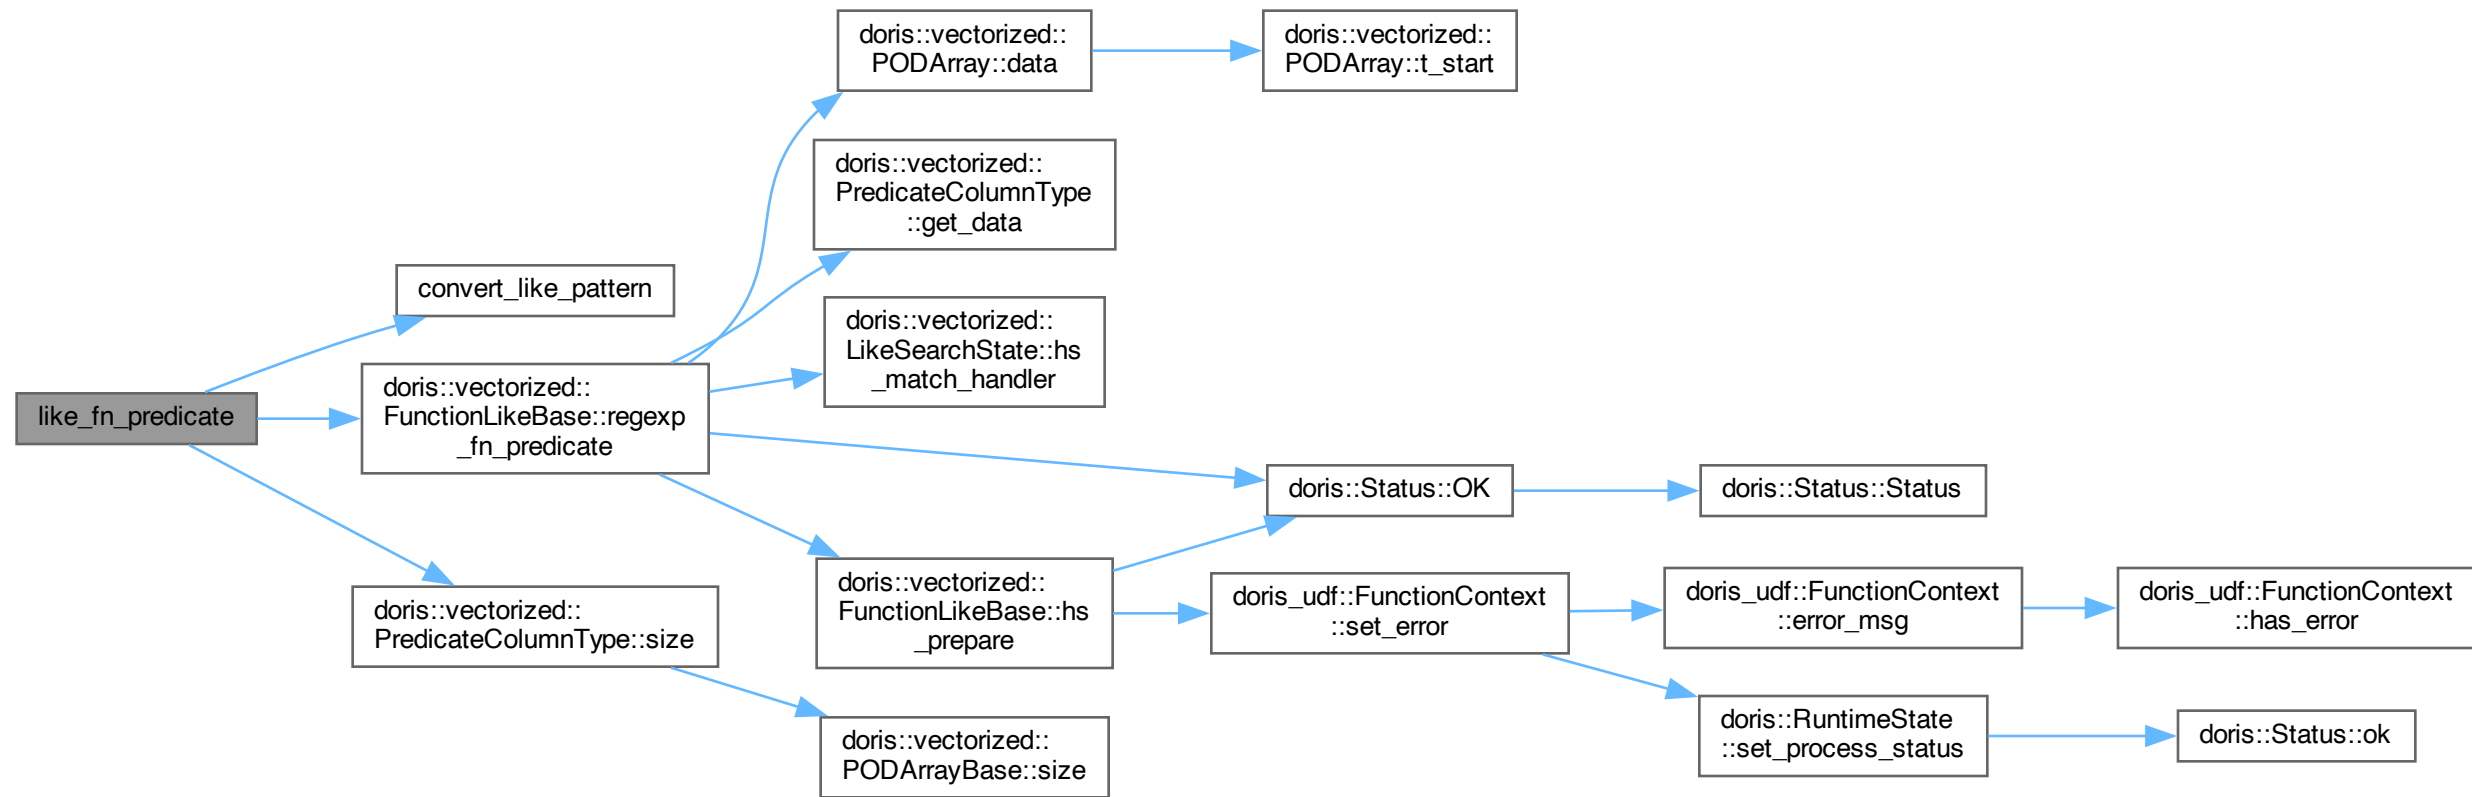 like_fn_predicate
convert_like_pattern
doris::vectorized::
FunctionLikeBase::regexp
_fn_predicate
doris::vectorized::
PredicateColumnType::size
doris::vectorized::
PODArray::data
doris::vectorized::
PredicateColumnType
::get_data
doris::vectorized::
LikeSearchState::hs
_match_handler
doris::vectorized::
FunctionLikeBase::hs
_prepare
doris::vectorized::
PODArrayBase::size
doris::vectorized::
PODArray::t_start
doris::Status::OK
doris_udf::FunctionContext
::set_error
doris::Status::Status
doris_udf::FunctionContext
::error_msg
doris::RuntimeState
::set_process_status
doris_udf::FunctionContext
::has_error
doris::Status::ok